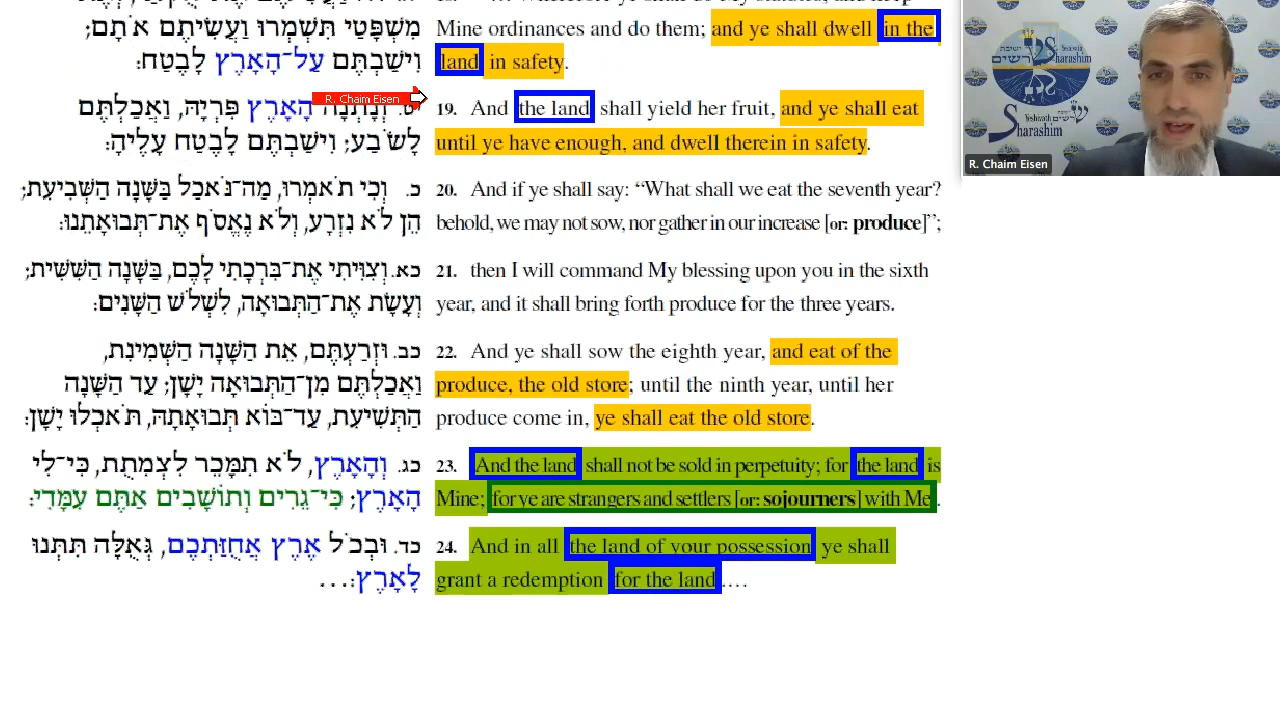 מִשְׁפָּטַי תִּשְׁמְרוּ וַעֲשִׂיתֶם אֹתָם;
וִישַׁבְתֶּם עַל־הָאָרֶץ לָבֶטַח:
הָאָרֶץ פִּרְיָהּ, וַאֲכַלְתֶּם
לָשֹׂבַע; וִישַׁבְתֶּם לָבֶטַח עָלֶיהָ:
כ. וְכִי תֹאמְרוּ, מַה־נֹּאכַל בַּשָּׁנָה הַשְּׁבִיעִת;
הֵן לֹא נִזְרָע, וְלֹא נֶאֱסֹף אֶת־תְּבוּאָתֵנוּ:
כא. וְצִוִּיתִי אֶת־בִּרְכָתִי לָכֶם, בַּשָּׁנָה הַשִּׁשִּׁית;
וְעָשָׂת אֶת־הַתְּבוּאָה, לִשְׁלֹשׁ הַשָּׁנִים:
כב. וּזְרַעְתֶּם, אֵת הַשָּׁנָה הַשְּׁמִינִת,
וַאֲכַלְתֶּם מִן־הַתְּבוּאָה יָשָׁן; עַד הַשָּׁנָה
הַתְּשִׁיעִת, עַד־בּוֹא תְּבוּאָתָהּ, תֹּאכְלוּ יָשָׁן:
כג. וְהָאָרֶץ, לֹא תִמָּכֵר לִצְמִתֻת, כִּי־לִי
הָאָרֶץ; כִּי־גֵרִים וְתוֹשָׁבִים אַתֶּם עִמָּדִי:
כד. וּבְכֹל אֶרֶץ אֲחֻזַּתְכֶם, גְּאֻלָּה תִּתְּנוּ
לָאָרֶץ:…
Mine ordinances and do them; and ye shall dwell in the
land in safety.
19. And the land shall yield her fruit, and ye shall eat
until ye have enough, and dwell therein in safety.
20. And if ye shall say: “What shall we eat the seventh year?
behold, we may not sow, nor gather in our increase [or: produce]”;
21. then I will command My blessing upon you in the sixth
year, and it shall bring forth produce for the three years.
22. And ye shall sow the eighth year, and eat of the
produce, the old store; until the ninth year, until her
produce come in, ye shall eat the old store.
23. And the land shall not be sold in perpetuity; for the land is
Mine; for ye are strangers and settlers [or: sojourners] with Me.
24. And in all the land of your possession ye shall
grant a redemption for the land….
R. Chaim Eisen
Sharashim
Yeshivath
Sharashim
R. Chaim Eisen